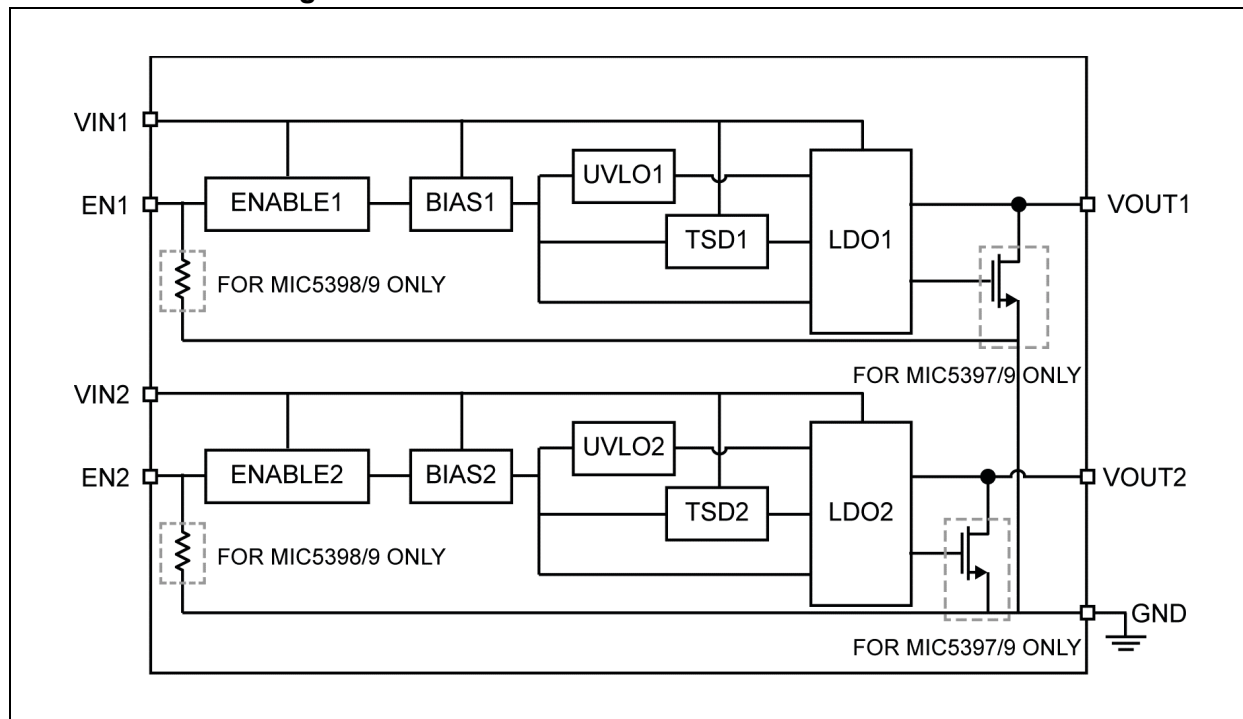 VIN1
UVLO1
EN1
ENABLE1
BIAS1
TSD1
LDO1
VOUT1
FOR MIC5398/9 ONLY
FOR MIC5397/9 ONLY
VIN2
UVLO2
EN2
ENABLE2
BIAS2
TSD2
LDO2
VOUT2
FOR MIC5398/9 ONLY
GND
FOR MIC5397/9 ONLY